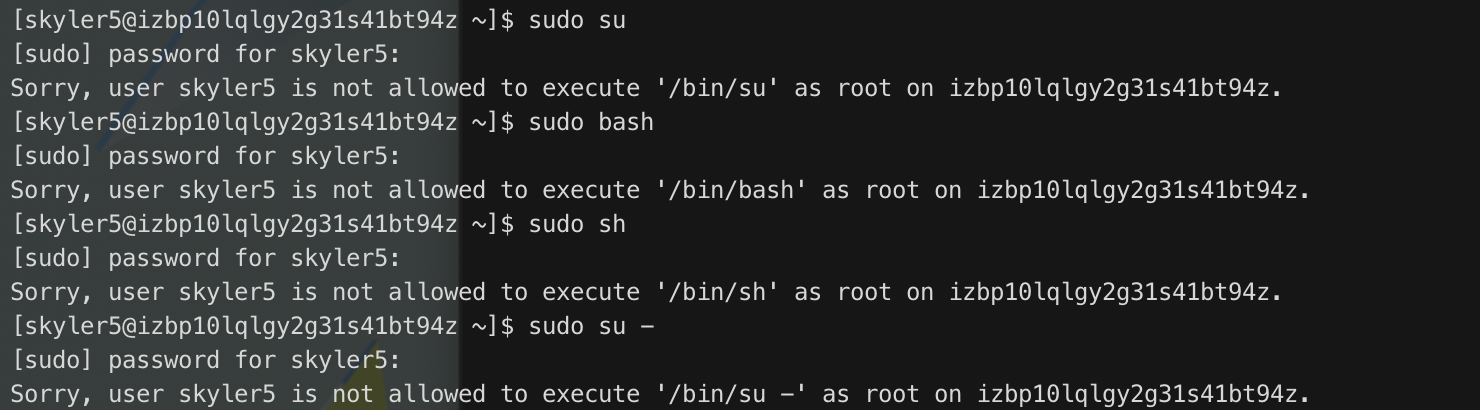 [skyler5@izbp10lqlgy2g31s41bt94z ~]$ sudo su
[sudo] password for skyler5:
Sorry, user skyler5 is not allowed to execute '/bin/su' as root on izbp10lqlgy2g31s41bt94z.
[skyler5@izbp10lqlgy2g31s41bt94z ~]$ sudo bash
[sudo] password for skyler5:
Sorry, user skyler5 is not allowed to execute '/bin/bash' as root on izbp10lqlgy2g31s41bt94z.
[skyler5@izbp10lqlgy2g31s41bt94z ~]$ sudo sh
[sudo] password for skyler5:
Sorry, user skyler5 is not allowed to execute '/bin/sh' as root on izbp10lqlgy2g31s41bt94z.
[skyler5@izbp10lqlgy2g31s41bt94z ~]$ sudo su -
[sudo] password for skyler5:
Sorry, user skyler5 is not allowed to execute '/bin/su -' as root on izbp10lqlgy2g31s41bt94z.